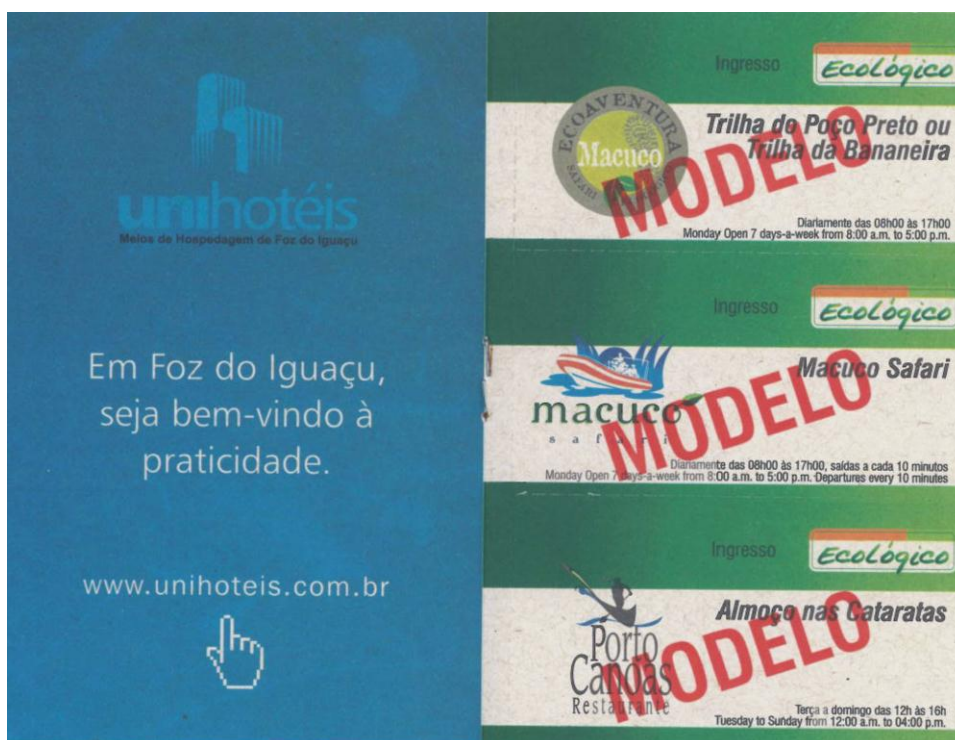 unihotéis
Meios de Hospedagem de Foz do Iguaçu
Em Foz do Iguaçu,
seja bem-vindo à
praticidade.
www.unihoteis.com.br
Ingresso Ecológico
ECOAVENTURA
Macuco
SAFARI
Trilha do Poço Preto ou
Trilha da Bananeira
MODELO
Diariamente das 08h00 às 17h00
Monday Open 7 days-a-week from 8:00 a.m. to 5:00 p.m.
Ingresso Ecológico
macuco
safari
Macuco Safari
MODELO
Diariamente das 08h00 às 17h00, saídas a cada 10 minutos
Monday Open 7 days-a-week from 8:00 a.m. to 5:00 p.m. Departures every 10 minutes
Ingresso Ecológico
Porto
Canoas
Restaurante
Almoço nas Cataratas
MODELO
Terça a domingo das 12h às 16h
Tuesday to Sunday from 12:00 a.m. to 04:00 p.m.